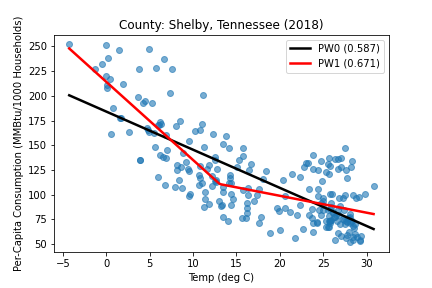 County: Shelby, Tennessee (2018)
Per-Capita Consumption (MMBtu/1000 Households)
250
225
200
175
150
125
100
75
50
PW0 (0.587)
PW1 (0.671)
−5 0 5 10 15 20 25 30
Temp (deg C)